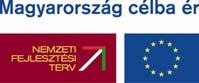 Magyarország célba ér
NEMZETI
FEJLESZTÉSI
TERV